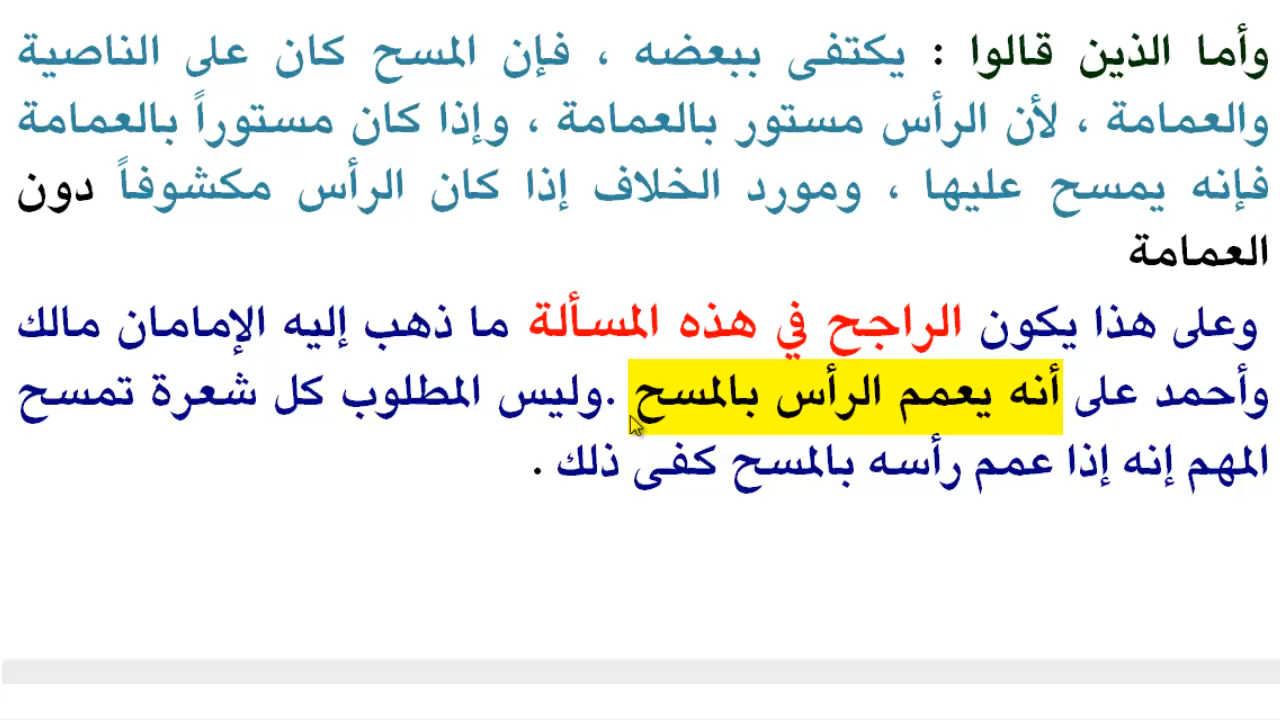 وأما الذين قالوا : يكتفى ببعضه ، فإن المسح كان على الناصية
والعمامة ، لأن الرأس مستور بالعمامة ، وإذا كان مستوراً بالعمامة
فإنه يمسح عليها ، ومورد الخلاف إذا كان الرأس مكشوفاً دون
العمامة
وعلى هذا يكون الراجح في هذه المسألة ما ذهب إليه الإمامان مالك
وأحمد على أنه يعمم الرأس بالمسح .وليس المطلوب كل شعرة تمسح
المهم إنه إذا عمم رأسه بالمسح كفى ذلك .